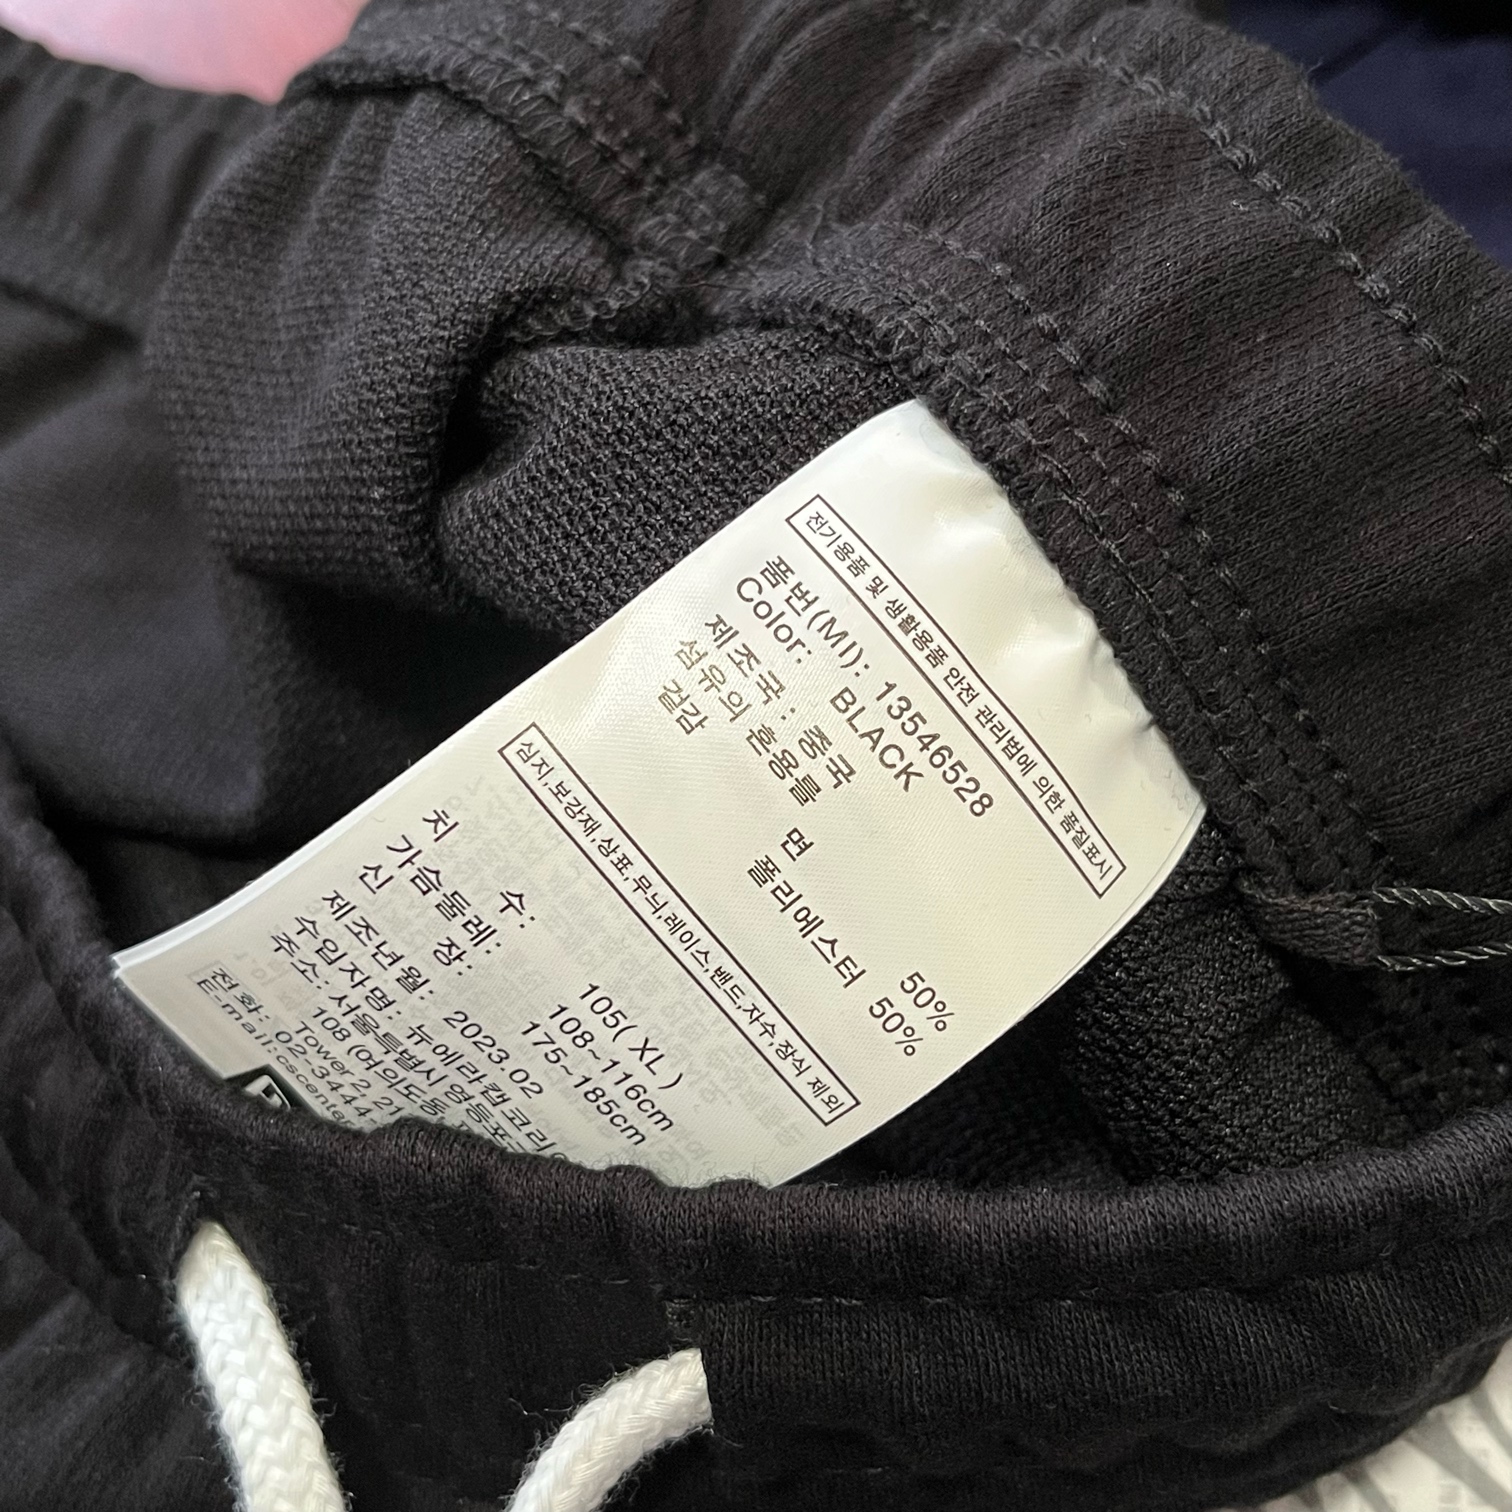 전기용품 및 생활용품 안전 관리법에 의한 품질표시
품번(MI): 13546528
Color: BLACK
제조국: 중국
섬유의 혼용률
겉감 면 50%
폴리에스터 50%
심지,보강재,상표,무늬,레이스,밴드,자수,장식 제외
치 수: 105( XL )
가슴둘레: 108~116cm
신 장: 175~185cm
제조년월: 2023.02
수입자명: 뉴에라캡코리아
주소: 서울특별시 영등포
108 (여의도동
Tower 2, 21
전화: 02-3444
E-mail:cscente